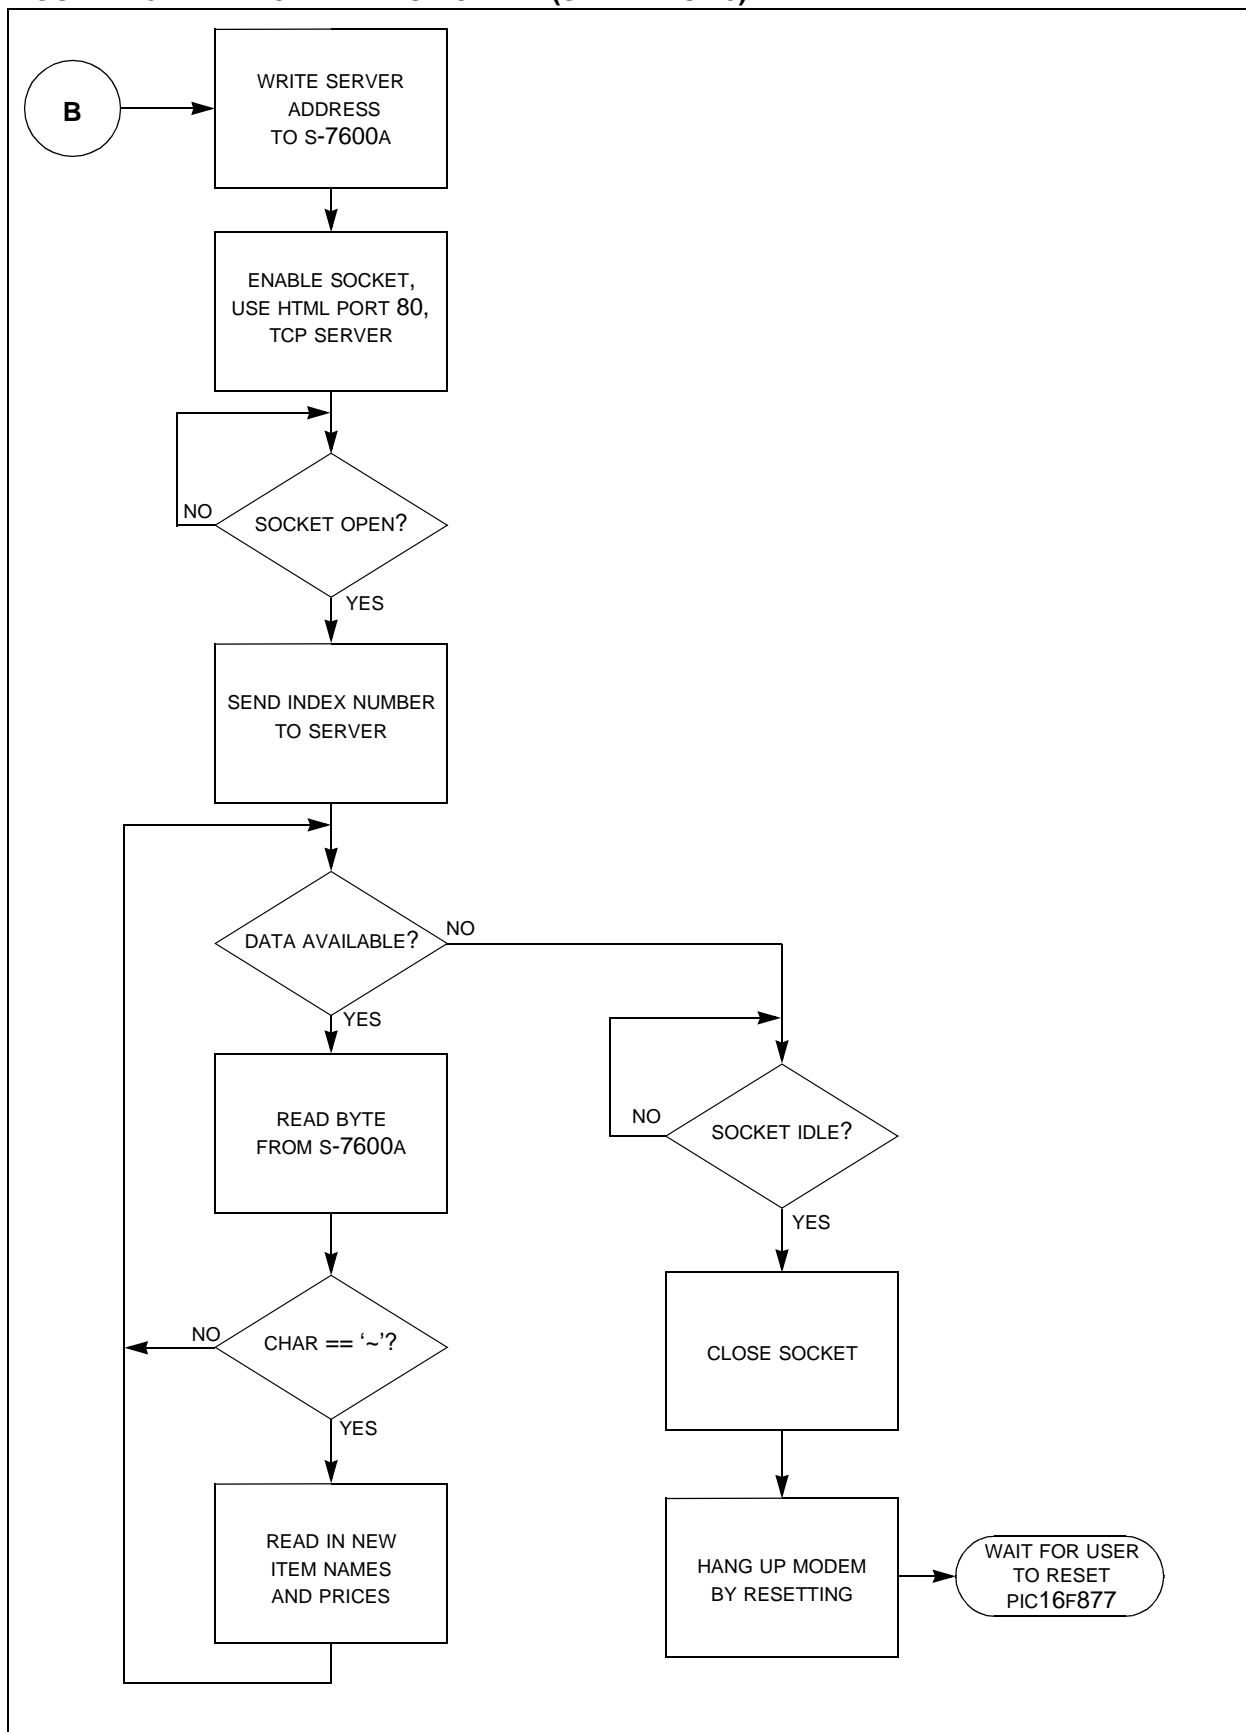 B
WRITE SERVER
ADDRESS
TO S-7600A
ENABLE SOCKET,
USE HTML PORT 80,
TCP SERVER
NO
SOCKET OPEN?
YES
SEND INDEX NUMBER
TO SERVER
DATA AVAILABLE?
NO
YES
READ BYTE
FROM S-7600A
NO
SOCKET IDLE?
YES
NO
CHAR == ‘~’?
YES
CLOSE SOCKET
READ IN NEW
ITEM NAMES
AND PRICES
HANG UP MODEM
BY RESETTING
WAIT FOR USER
TO RESET
PIC16F877